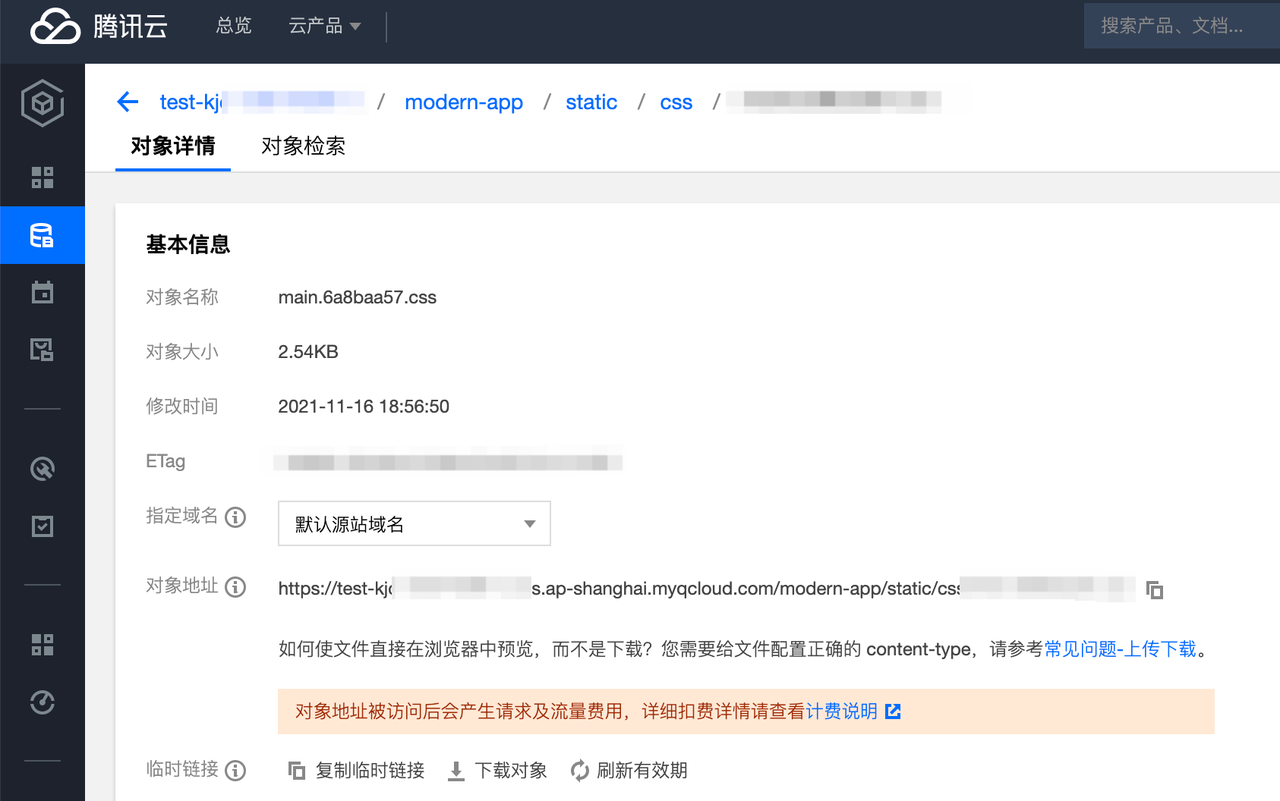 腾讯云 总览 云产品 搜索产品、文档...
test-kj / modern-app / static / css /
对象详情 对象检索
基本信息
对象名称 main.6a8baa57.css
对象大小 2.54KB
修改时间 2021-11-16 18:56:50
ETag
指定域名 默认源站域名
对象地址 https://test-kj s.ap-shanghai.myqcloud.com/modern-app/static/css
如何使文件直接在浏览器中预览，而不是下载？您需要给文件配置正确的 content-type，请参考常见问题-上传下载。
对象地址被访问后会产生请求及流量费用，详细扣费详情请查看计费说明
临时链接 复制临时链接 下载对象 刷新有效期